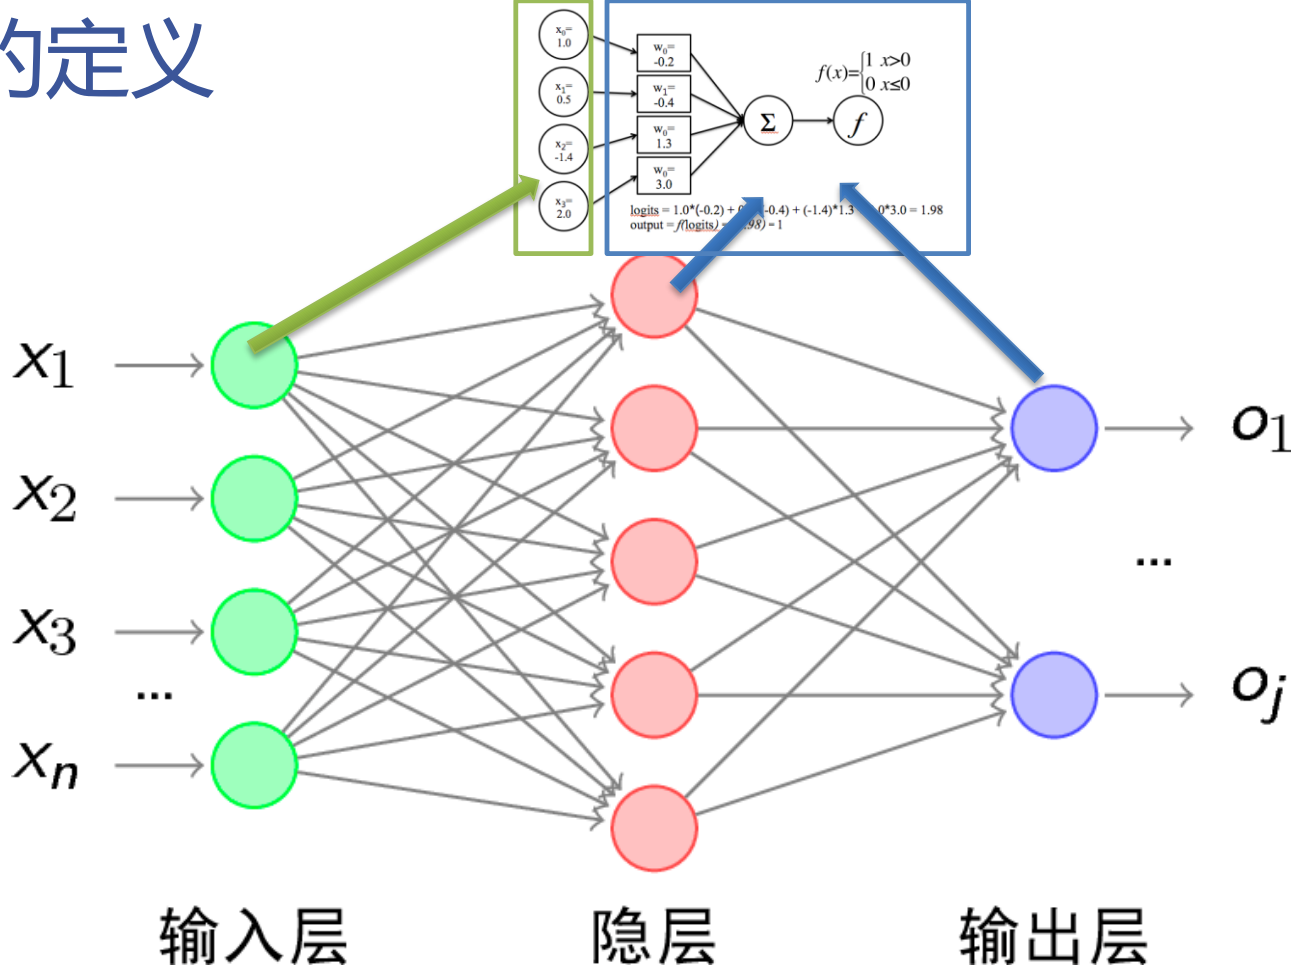 的定义
x₀=
1.0
x₁=
0.5
x₂=
-1.4
x₃=
2.0
w₀=
-0.2
w₁=
-0.4
w₀=
1.3
w₀=
3.0
Σ
f
f(x)={1 x>0
0 x≤0
logits = 1.0*(-0.2) + -0.4) + (-1.4)*1.3 0*3.0 = 1.98
output = f(logits) = .98) = 1
x₁
x₂
x₃
...
xₙ
o₁
...
oⱼ
输入层
隐层
输出层